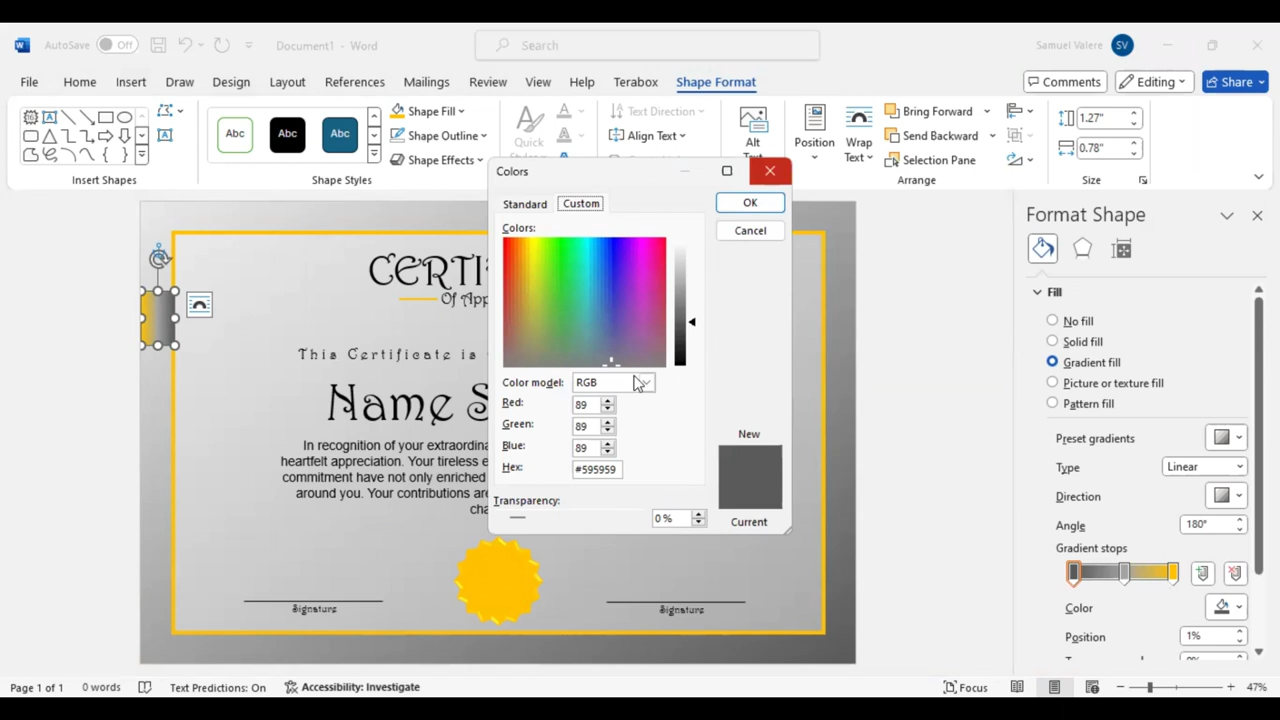 AutoSave Off Document1 - Word Search Samuel Valere SV
File Home Insert Draw Design Layout References Mailings Review View Help Terabox Shape Format Comments Editing Share
Abc Abc Abc
Shape Fill
Shape Outline
Shape Effects
Quick
Text Direction
Align Text
Alt
Position
Wrap
Text
Bring Forward
Send Backward
Selection Pane
1.27"
0.78"
Insert Shapes Shape Styles Arrange Size
Colors
Standard Custom
OK
Cancel
Colors:
Color model: RGB
Red: 89
Green: 89
Blue: 89
Hex: #595959
Transparency:
0 %
New
Current
CERTI
Of App
This Certificate is
Name S
In recognition of your extraordina
heartfelt appreciation. Your tireless e
commitment have not only enriched
around you. Your contributions are
cha
Signature Signature
Format Shape
Fill
No fill
Solid fill
Gradient fill
Picture or texture fill
Pattern fill
Preset gradients
Type Linear
Direction
Angle 180°
Gradient stops
Color
Position 1%
Page 1 of 1 0 words Text Predictions: On Accessibility: Investigate Focus 47%